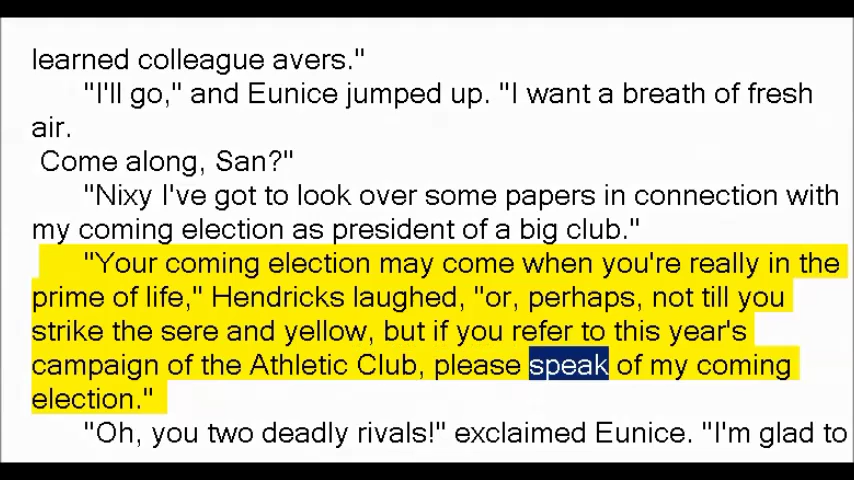 learned colleague avers."
"I'll go," and Eunice jumped up. "I want a breath of fresh
air.
Come along, San?"
"Nixy I've got to look over some papers in connection with
my coming election as president of a big club."
"Your coming election may come when you're really in the
prime of life," Hendricks laughed, "or, perhaps, not till you
strike the sere and yellow, but if you refer to this year's
campaign of the Athletic Club, please speak of my coming
election."
"Oh, you two deadly rivals!" exclaimed Eunice. "I'm glad to